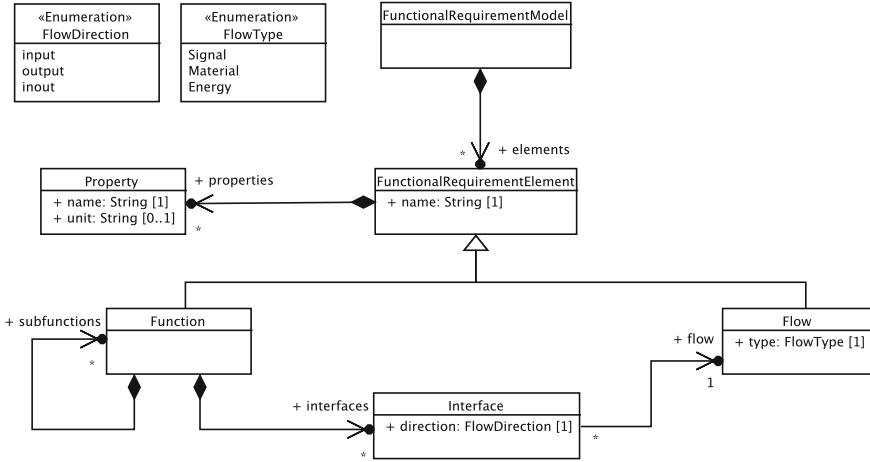 «Enumeration»
FlowDirection
input
output
inout
«Enumeration»
FlowType
Signal
Material
Energy
FunctionalRequirementModel
*
+ elements
Property
+ name: String [1]
+ unit: String [0..1]
+ properties
*
FunctionalRequirementElement
+ name: String [1]
+ subfunctions
*
Function
+ interfaces
*
Interface
+ direction: FlowDirection [1]
*
+ flow
1
Flow
+ type: FlowType [1]